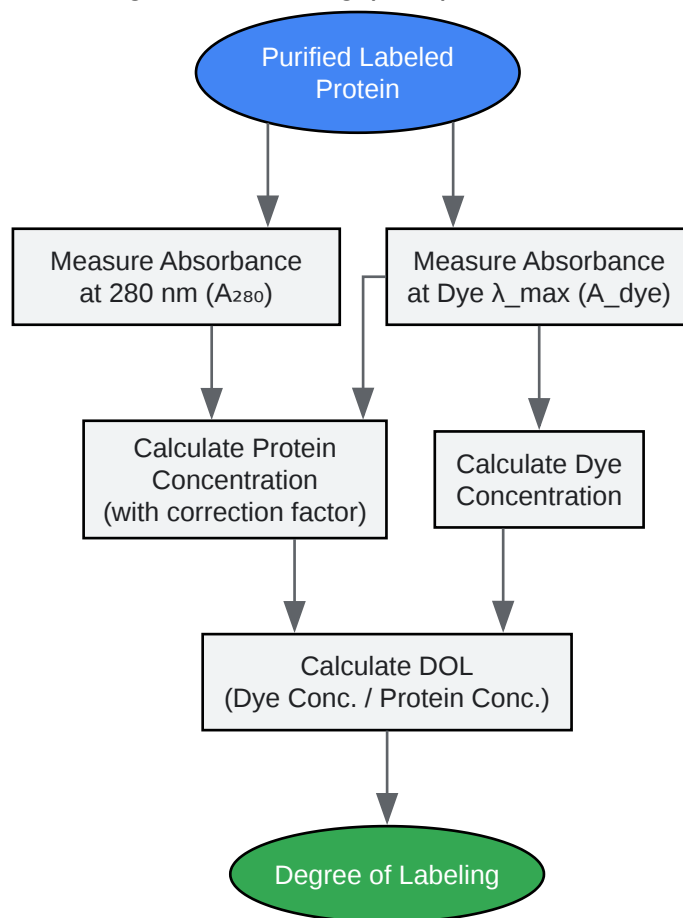 Purified Labeled
Protein
Measure Absorbance
at 280 nm (A₂₈₀)
Measure Absorbance
at Dye λ_max (A_dye)
Calculate Protein
Concentration
(with correction factor)
Calculate Dye
Concentration
Calculate DOL
(Dye Conc. / Protein Conc.)
Degree of Labeling